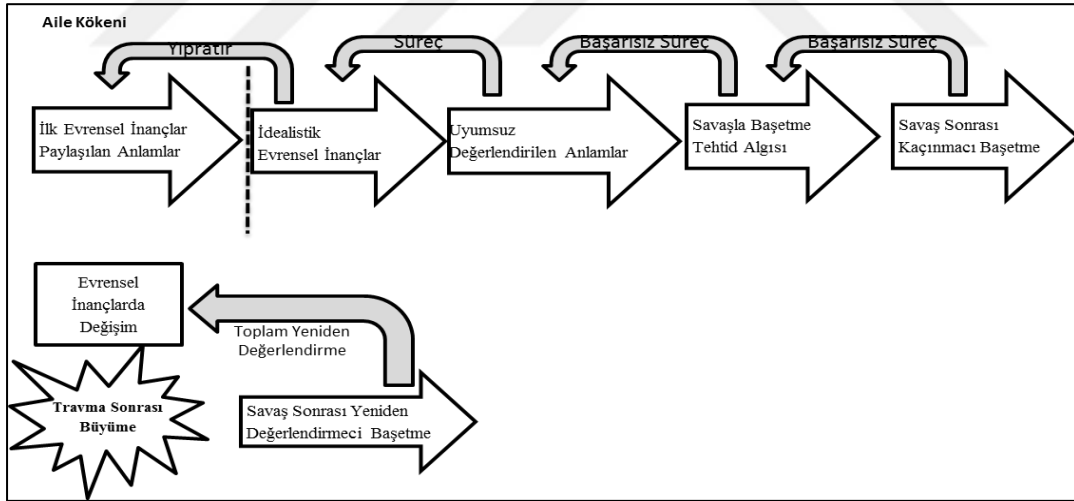 Aile Kökeni
Yıpratır
Süreç
Başarısız Süreç
Başarısız Süreç
İlk Evrensel İnançlar
Paylaşılan Anlamlar
İdealistik
Evrensel İnançlar
Uyumsuz
Değerlendirilen Anlamlar
Savaşla Başetme
Tehtid Algısı
Savaş Sonrası
Kaçınmacı Başetme
Evrensel
İnançlarda
Değişim
Toplam Yeniden
Değerlendirme
Travma Sonrası
Büyüme
Savaş Sonrası Yeniden
Değerlendirmeci Başetme